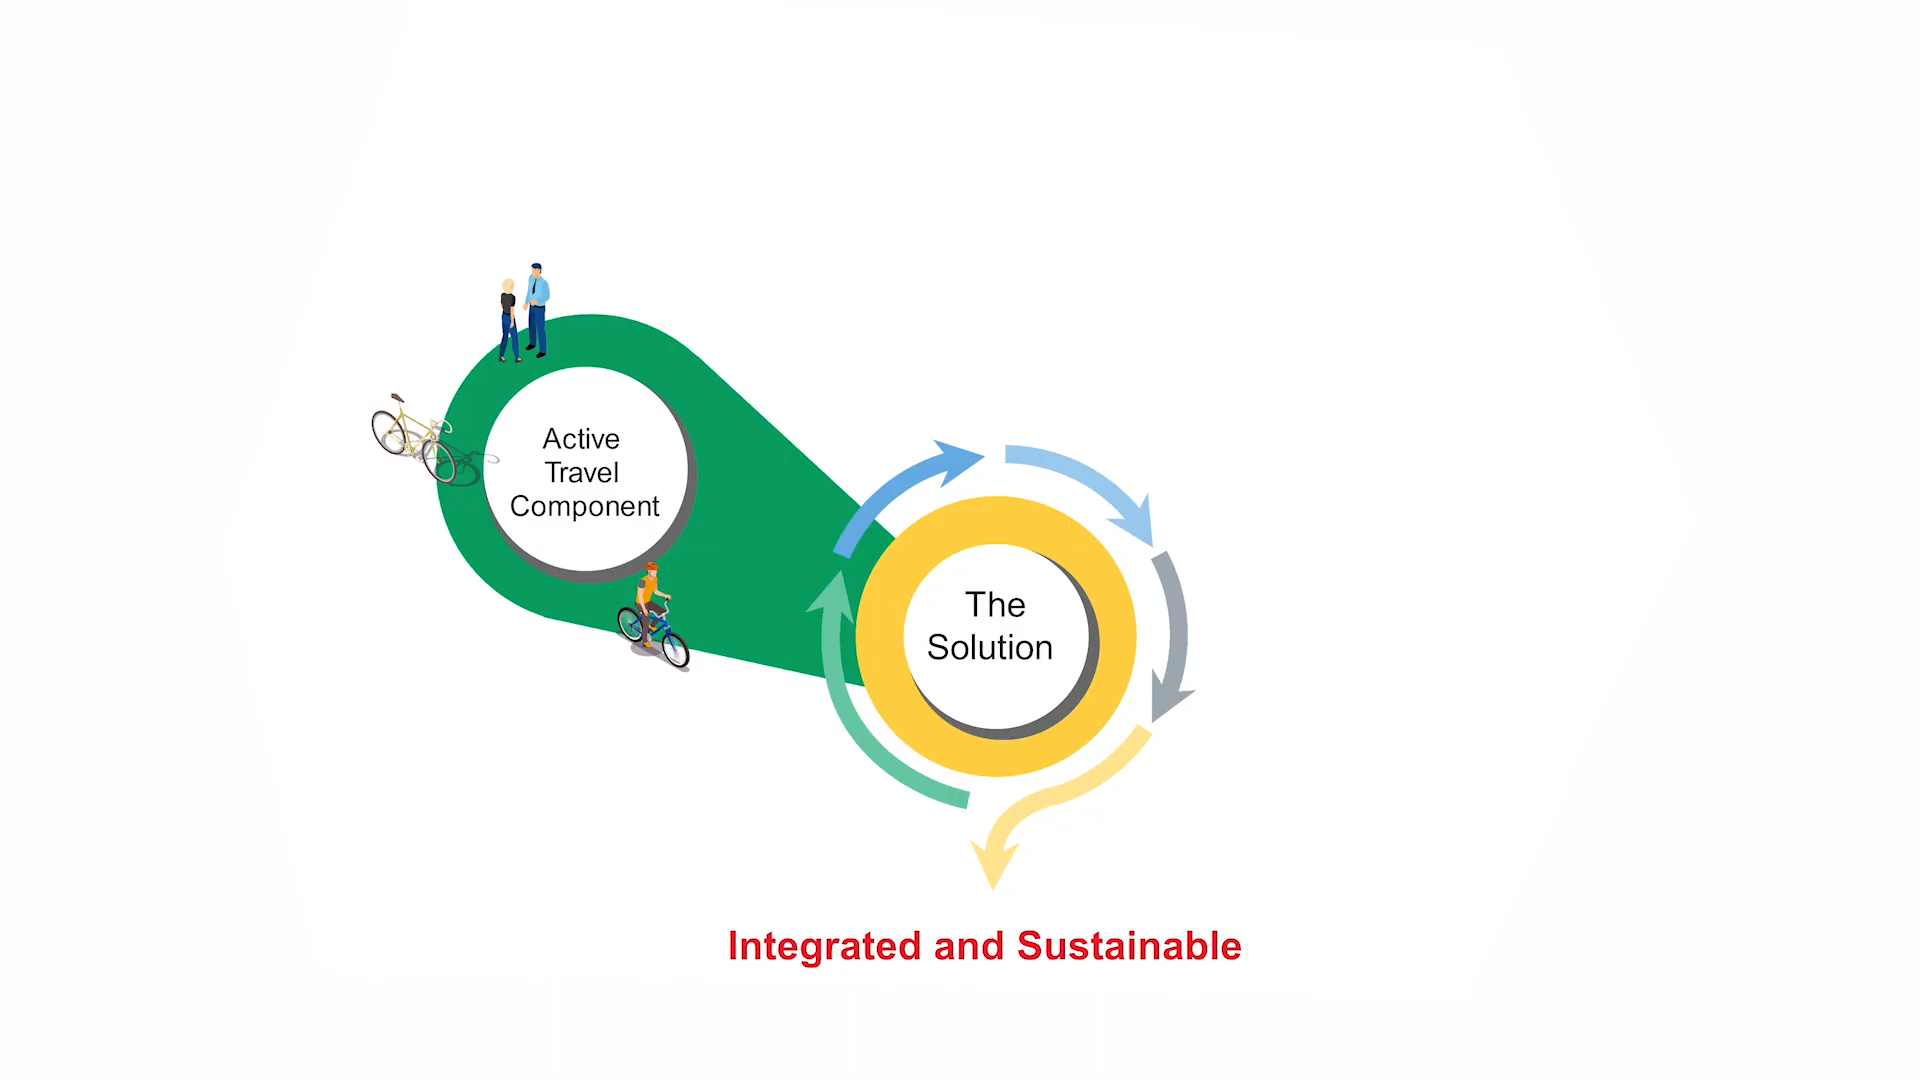 Active
Travel
Component
The
Solution
Integrated and Sustainable